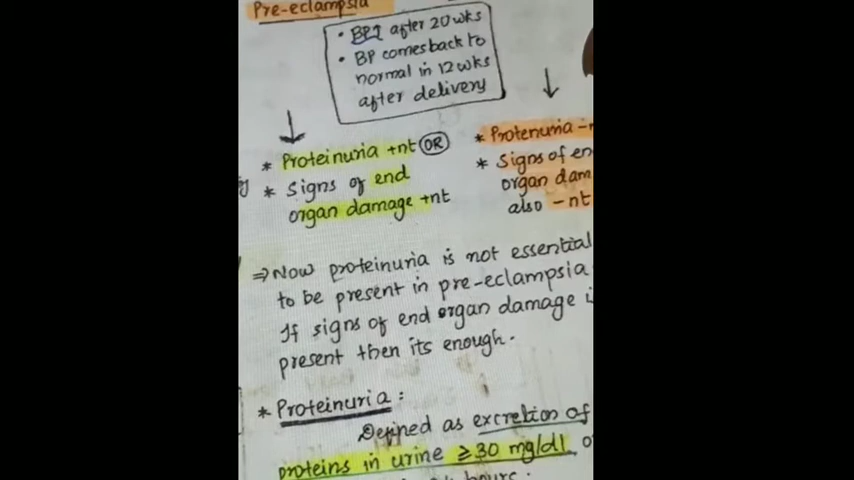 Pre-eclampsia
• BP↑ after 20 wks
• BP comes back to
normal in 12 wks
after delivery
* Proteinuria +nt OR
* Signs of end
organ damage +nt
* Protenuria -n
* Signs of en
organ dam
also -nt
⇒ Now proteinuria is not essential
to be present in pre-eclampsia
If signs of end organ damage i
present then its enough.
* Proteinuria :
Defined as excretion of
proteins in urine ≥30 mg/dl o
hours.